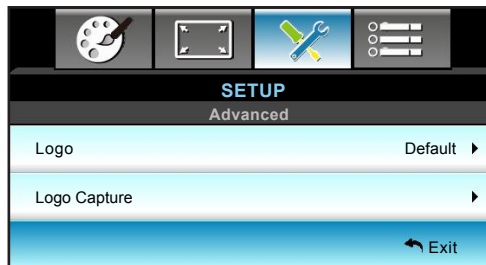 SETUP
Advanced
Logo Default
Logo Capture
Exit